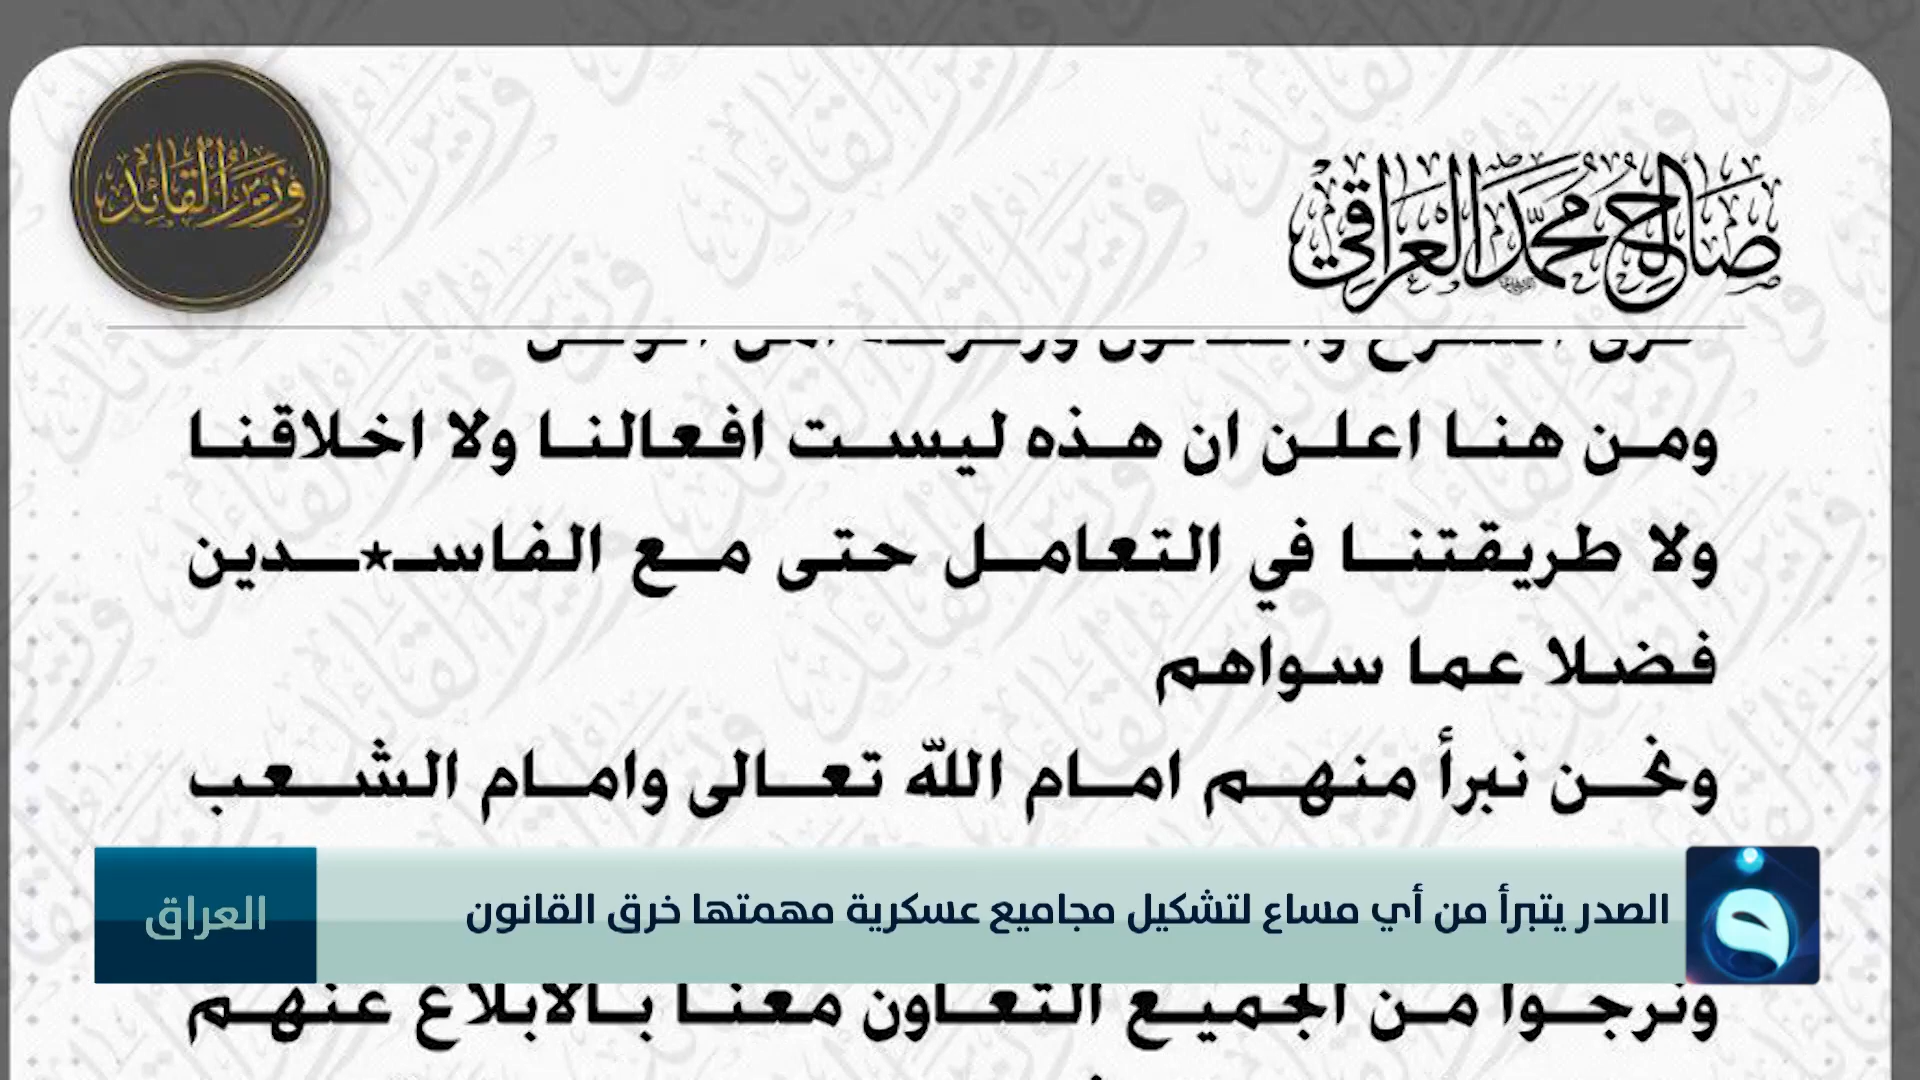 وزير القائد
صالح محمد العراقي
ومن هنا اعلن ان هذه ليست افعالنا ولا اخلاقنا
ولا طريقتنا في التعامل حتى مع الفاسـ*ـدين
فضلا عما سواهم
ونحن نبرأ منهم امام الله تعالى وامام الشعب
الصدر يتبرأ من أي مساع لتشكيل مجاميع عسكرية مهمتها خرق القانون
العراق
ونرجوا من الجميع التعاون معنا بالابلاغ عنهم